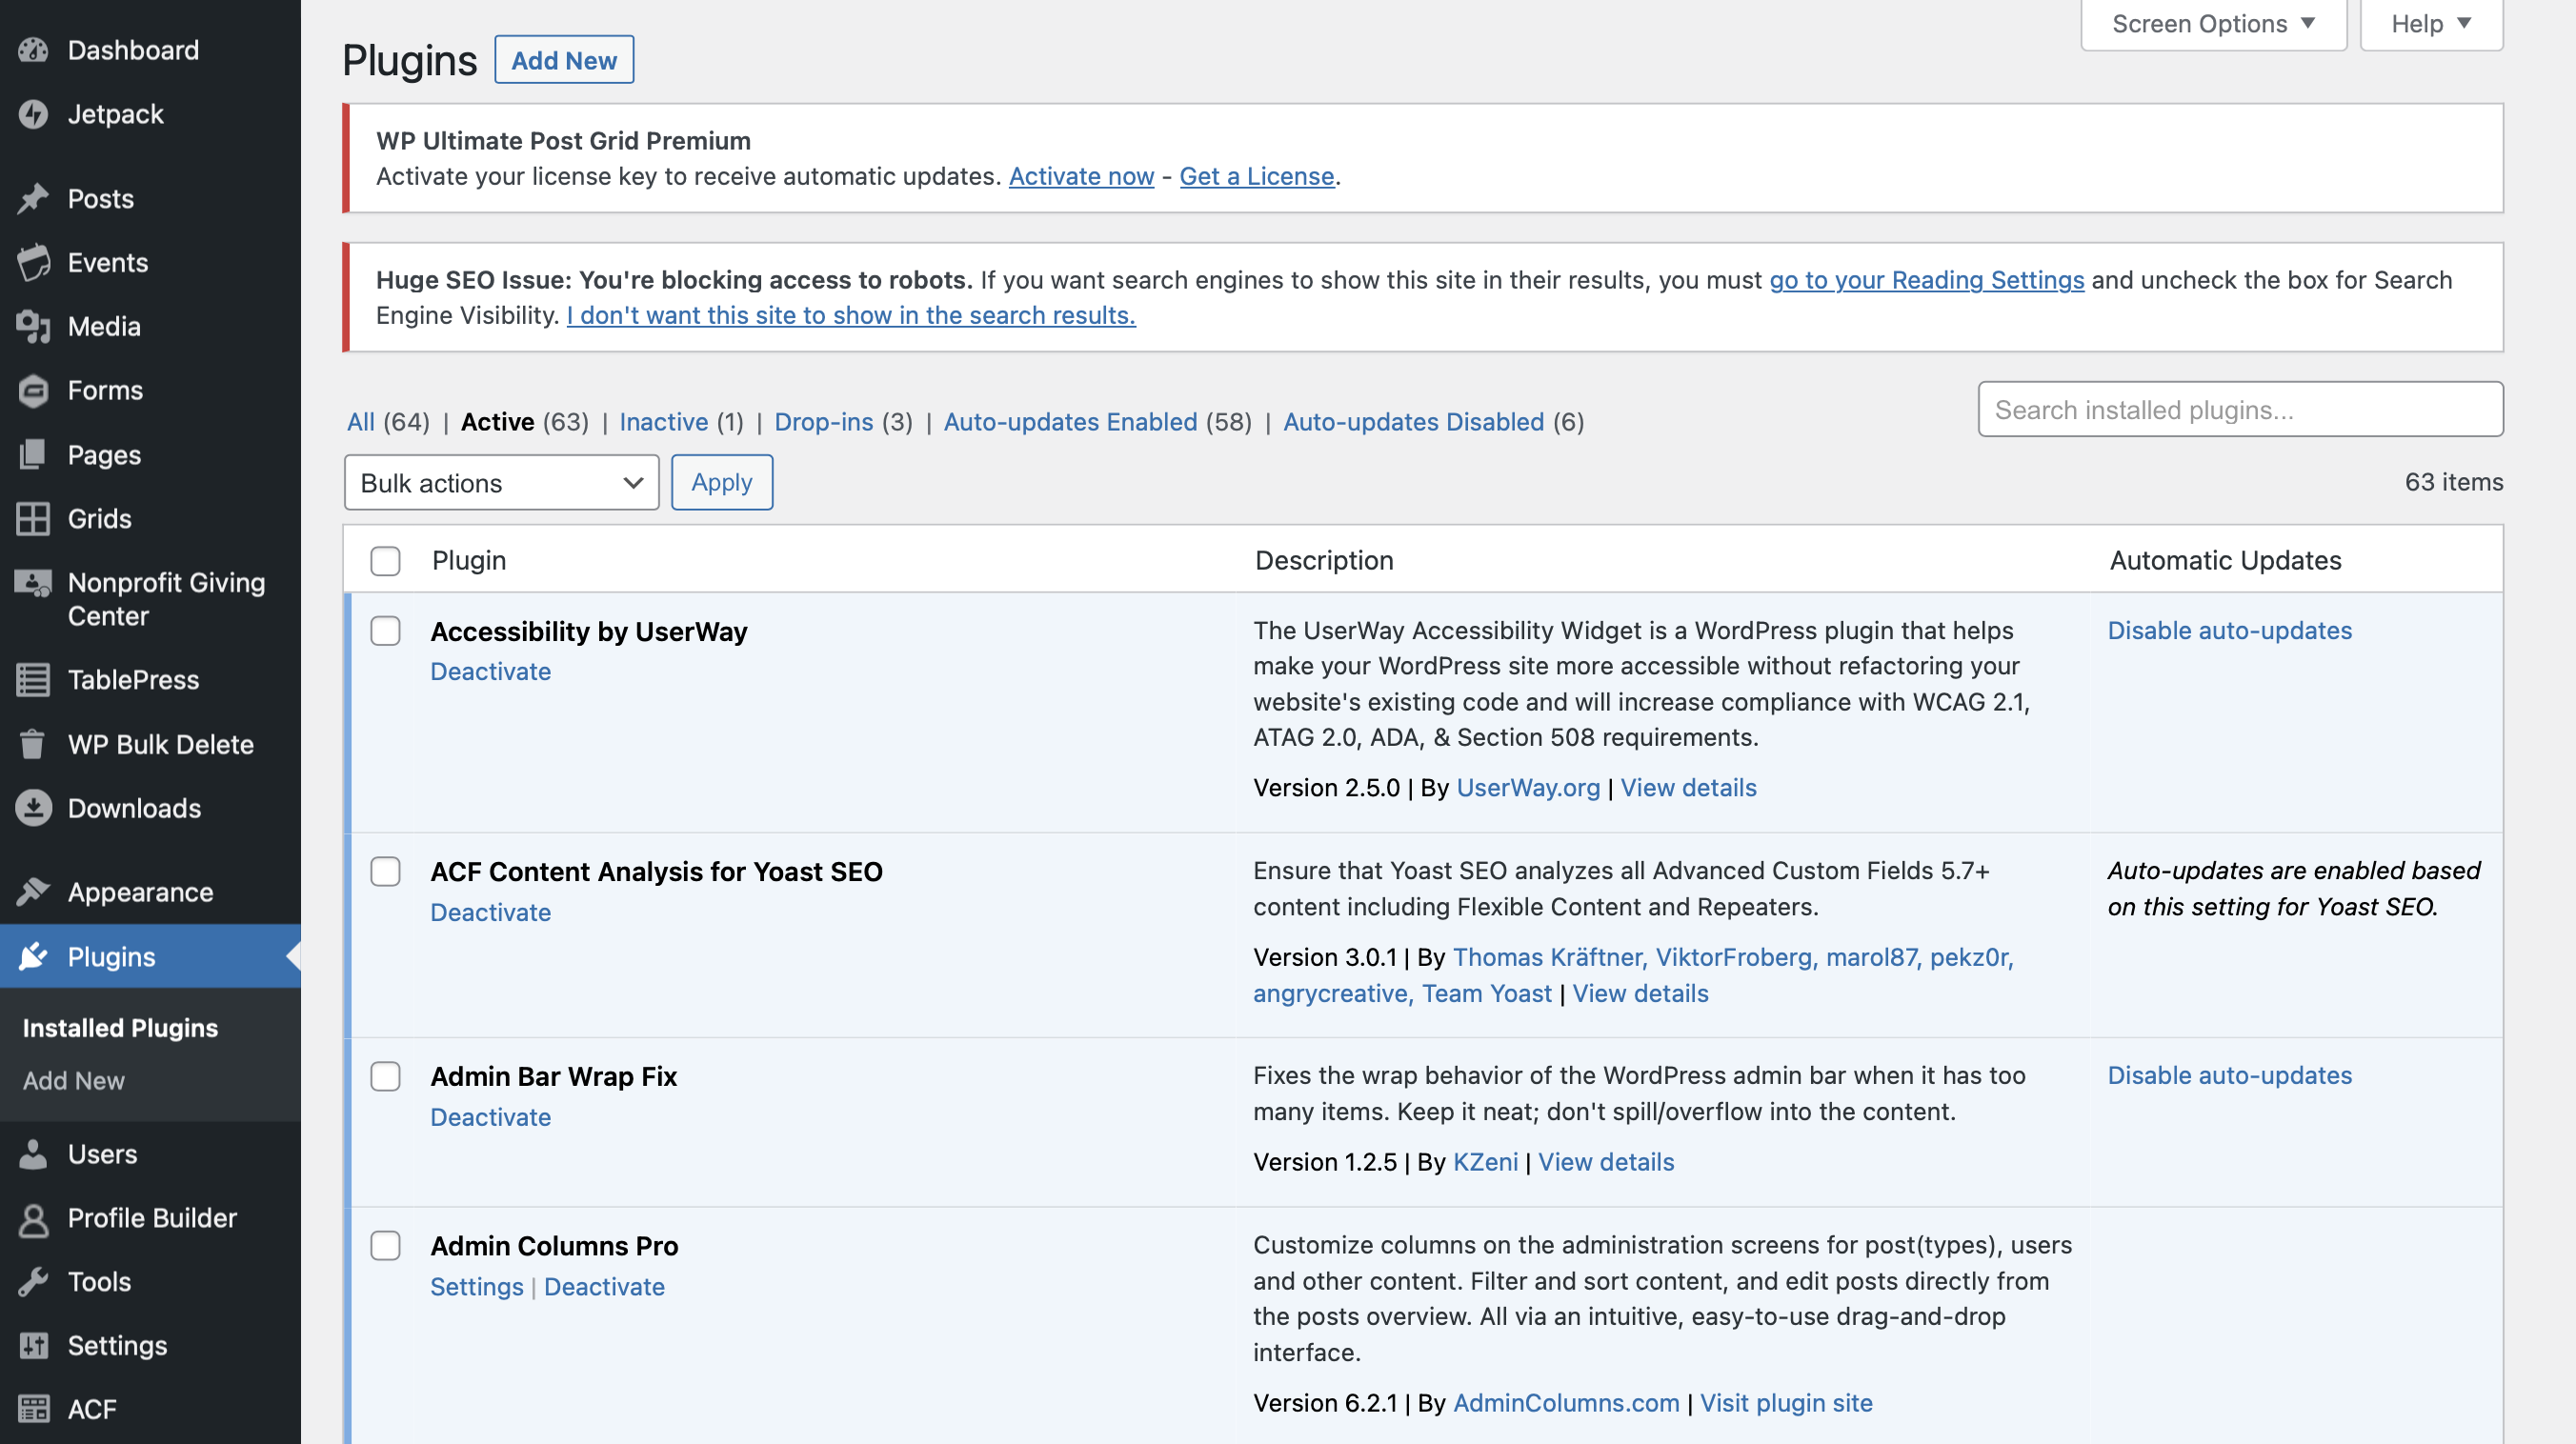 Dashboard
Jetpack
Posts
Events
Media
Forms
Pages
Grids
Nonprofit Giving
Center
TablePress
WP Bulk Delete
Downloads
Appearance
Plugins
Installed Plugins
Add New
Users
Profile Builder
Tools
Settings
ACF
Screen Options ▼
Help ▼
Plugins Add New
WP Ultimate Post Grid Premium
Activate your license key to receive automatic updates. Activate now - Get a License.
Huge SEO Issue: You're blocking access to robots. If you want search engines to show this site in their results, you must go to your Reading Settings and uncheck the box for Search
Engine Visibility. I don't want this site to show in the search results.
All (64) | Active (63) | Inactive (1) | Drop-ins (3) | Auto-updates Enabled (58) | Auto-updates Disabled (6)
Search installed plugins...
Bulk actions Apply
63 items
Plugin Description Automatic Updates
Accessibility by UserWay
Deactivate
The UserWay Accessibility Widget is a WordPress plugin that helps
make your WordPress site more accessible without refactoring your
website's existing code and will increase compliance with WCAG 2.1,
ATAG 2.0, ADA, & Section 508 requirements.
Version 2.5.0 | By UserWay.org | View details
Disable auto-updates
ACF Content Analysis for Yoast SEO
Deactivate
Ensure that Yoast SEO analyzes all Advanced Custom Fields 5.7+
content including Flexible Content and Repeaters.
Version 3.0.1 | By Thomas Kräftner, ViktorFroberg, marol87, pekz0r,
angrycreative, Team Yoast | View details
Auto-updates are enabled based
on this setting for Yoast SEO.
Admin Bar Wrap Fix
Deactivate
Fixes the wrap behavior of the WordPress admin bar when it has too
many items. Keep it neat; don't spill/overflow into the content.
Version 1.2.5 | By KZeni | View details
Disable auto-updates
Admin Columns Pro
Settings | Deactivate
Customize columns on the administration screens for post(types), users
and other content. Filter and sort content, and edit posts directly from
the posts overview. All via an intuitive, easy-to-use drag-and-drop
interface.
Version 6.2.1 | By AdminColumns.com | Visit plugin site